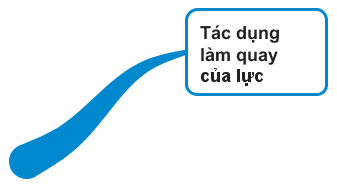 Tác dụng
làm quay
của lực